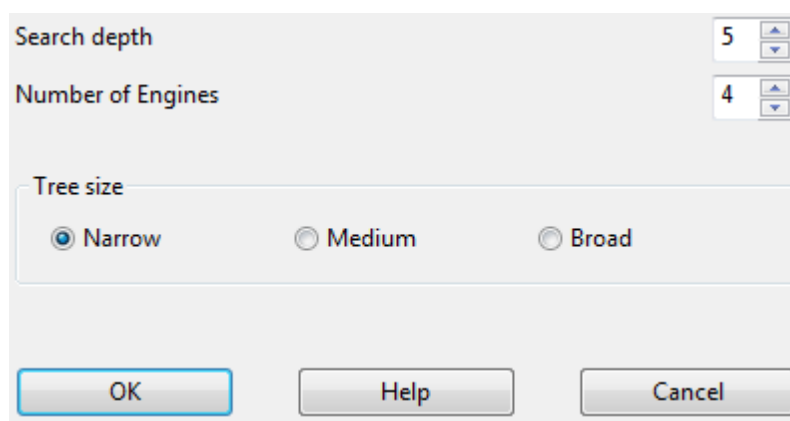 Search depth 5
Number of Engines 4
Tree size
Narrow Medium Broad
OK Help Cancel